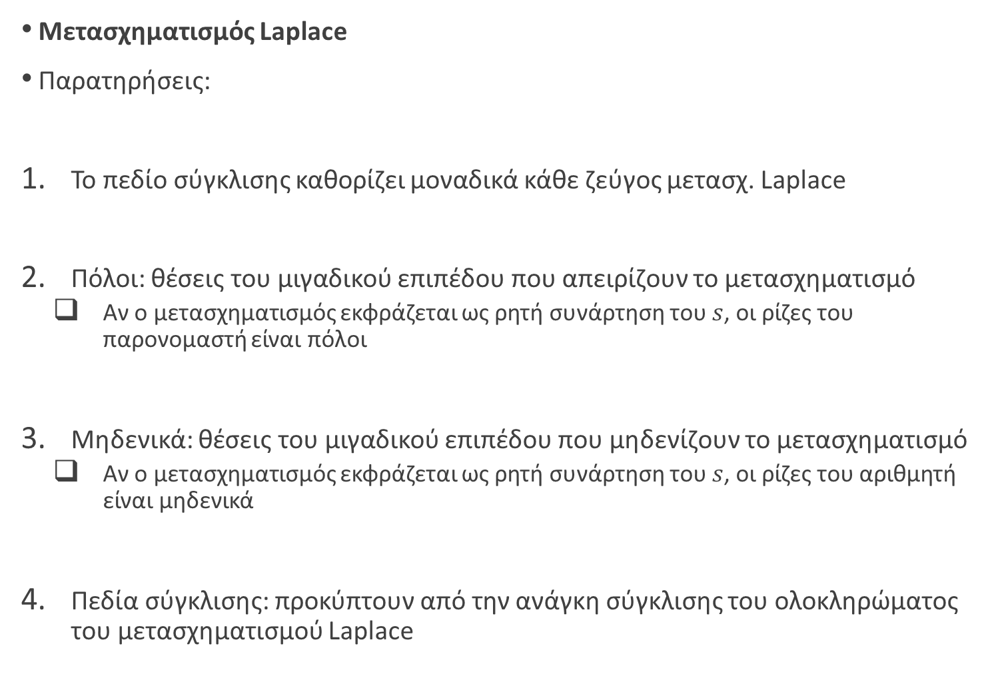 • Μετασχηματισμός Laplace
• Παρατηρήσεις:
1. Το πεδίο σύγκλισης καθορίζει μοναδικά κάθε ζεύγος μετασχ. Laplace
2. Πόλοι: θέσεις του μιγαδικού επιπέδου που απειρίζουν το μετασχηματισμό
❑ Αν ο μετασχηματισμός εκφράζεται ως ρητή συνάρτηση του 𝑠, οι ρίζες του
παρονομαστή είναι πόλοι
3. Μηδενικά: θέσεις του μιγαδικού επιπέδου που μηδενίζουν το μετασχηματισμό
❑ Αν ο μετασχηματισμός εκφράζεται ως ρητή συνάρτηση του 𝑠, οι ρίζες του αριθμητή
είναι μηδενικά
4. Πεδία σύγκλισης: προκύπτουν από την ανάγκη σύγκλισης του ολοκληρώματος
του μετασχηματισμού Laplace